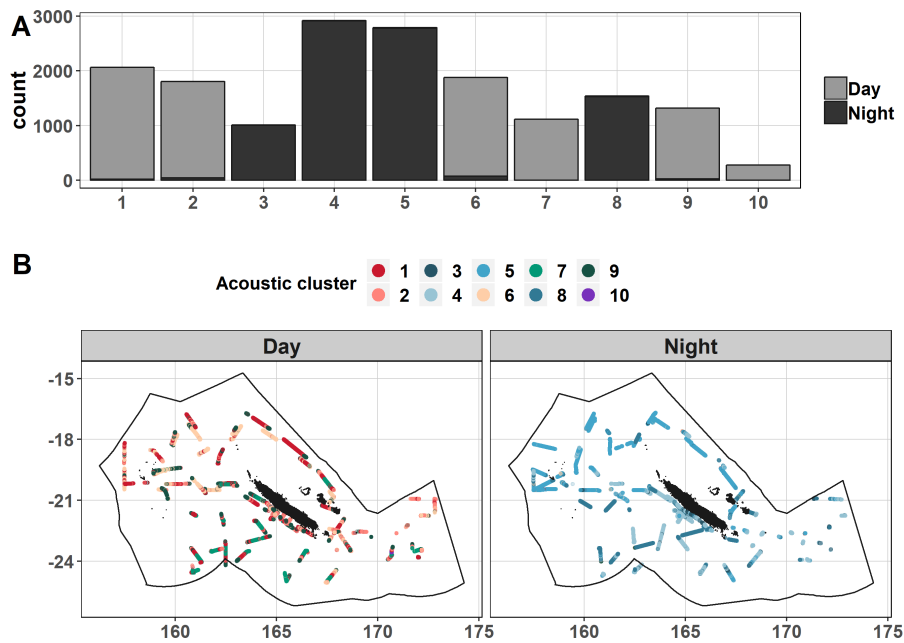 A
3000
2000
1000
0
count
1 2 3 4 5 6 7 8 9 10
Day
Night
B
Acoustic cluster
1 3 5 7 9
2 4 6 8 10
Day Night
-15
-18
-21
-24
160 165 170 175 160 165 170 175